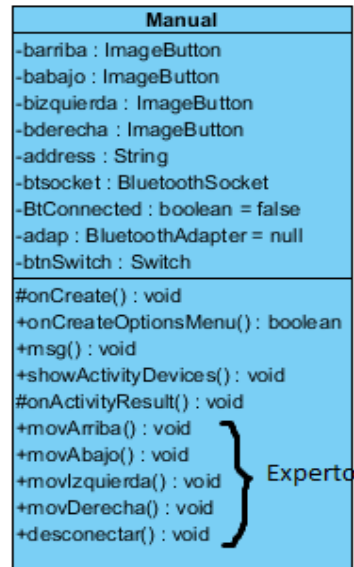 Manual
-barriba : ImageButton
-babajo : ImageButton
-bizquierda : ImageButton
-bderecha : ImageButton
-address : String
-btsocket : BluetoothSocket
-BtConnected : boolean = false
-adap : BluetoothAdapter = null
-btnSwitch : Switch
#onCreate() : void
+onCreateOptionsMenu() : boolean
+msg() : void
+showActivityDevices() : void
#onActivityResult() : void
+movArriba() : void
+movAbajo() : void
+movIzquierda() : void
+movDerecha() : void
+desconectar() : void
Experto